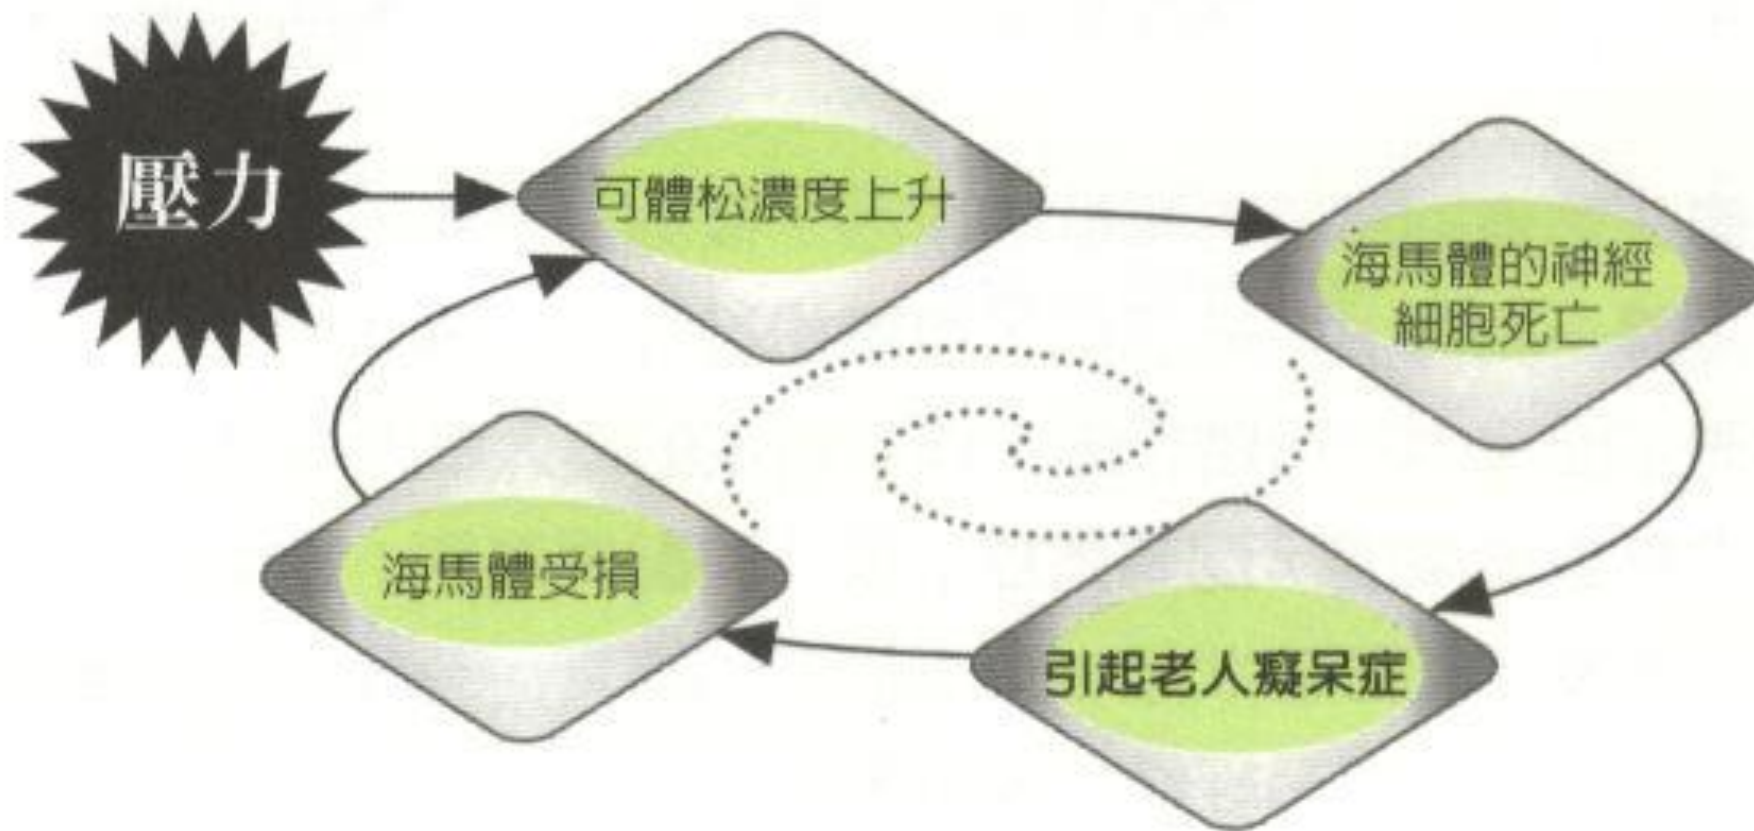 壓力
可體松濃度上升
海馬體的神經
細胞死亡
引起老人癡呆症
海馬體受損